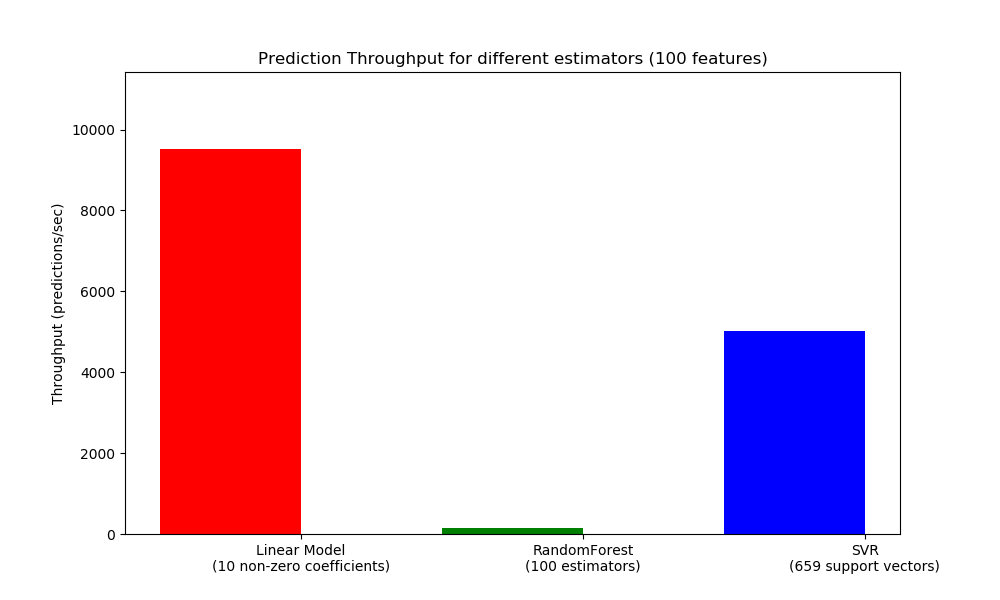 Prediction Throughput for different estimators (100 features)
Throughput (predictions/sec)
10000
8000
6000
4000
2000
0
Linear Model
(10 non-zero coefficients)
RandomForest
(100 estimators)
SVR
(659 support vectors)